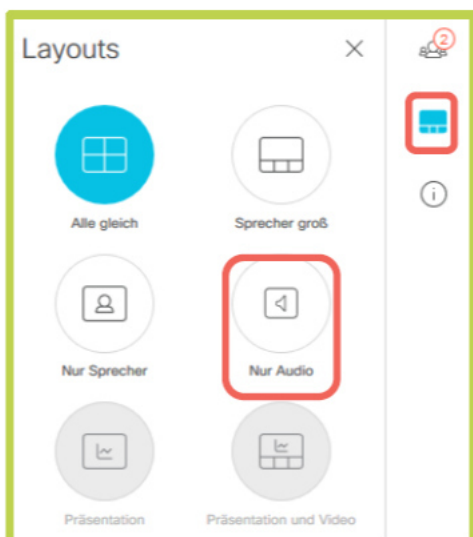 Layouts
2
Alle gleich
Sprecher groß
Nur Sprecher
Nur Audio
Präsentation
Präsentation und Video